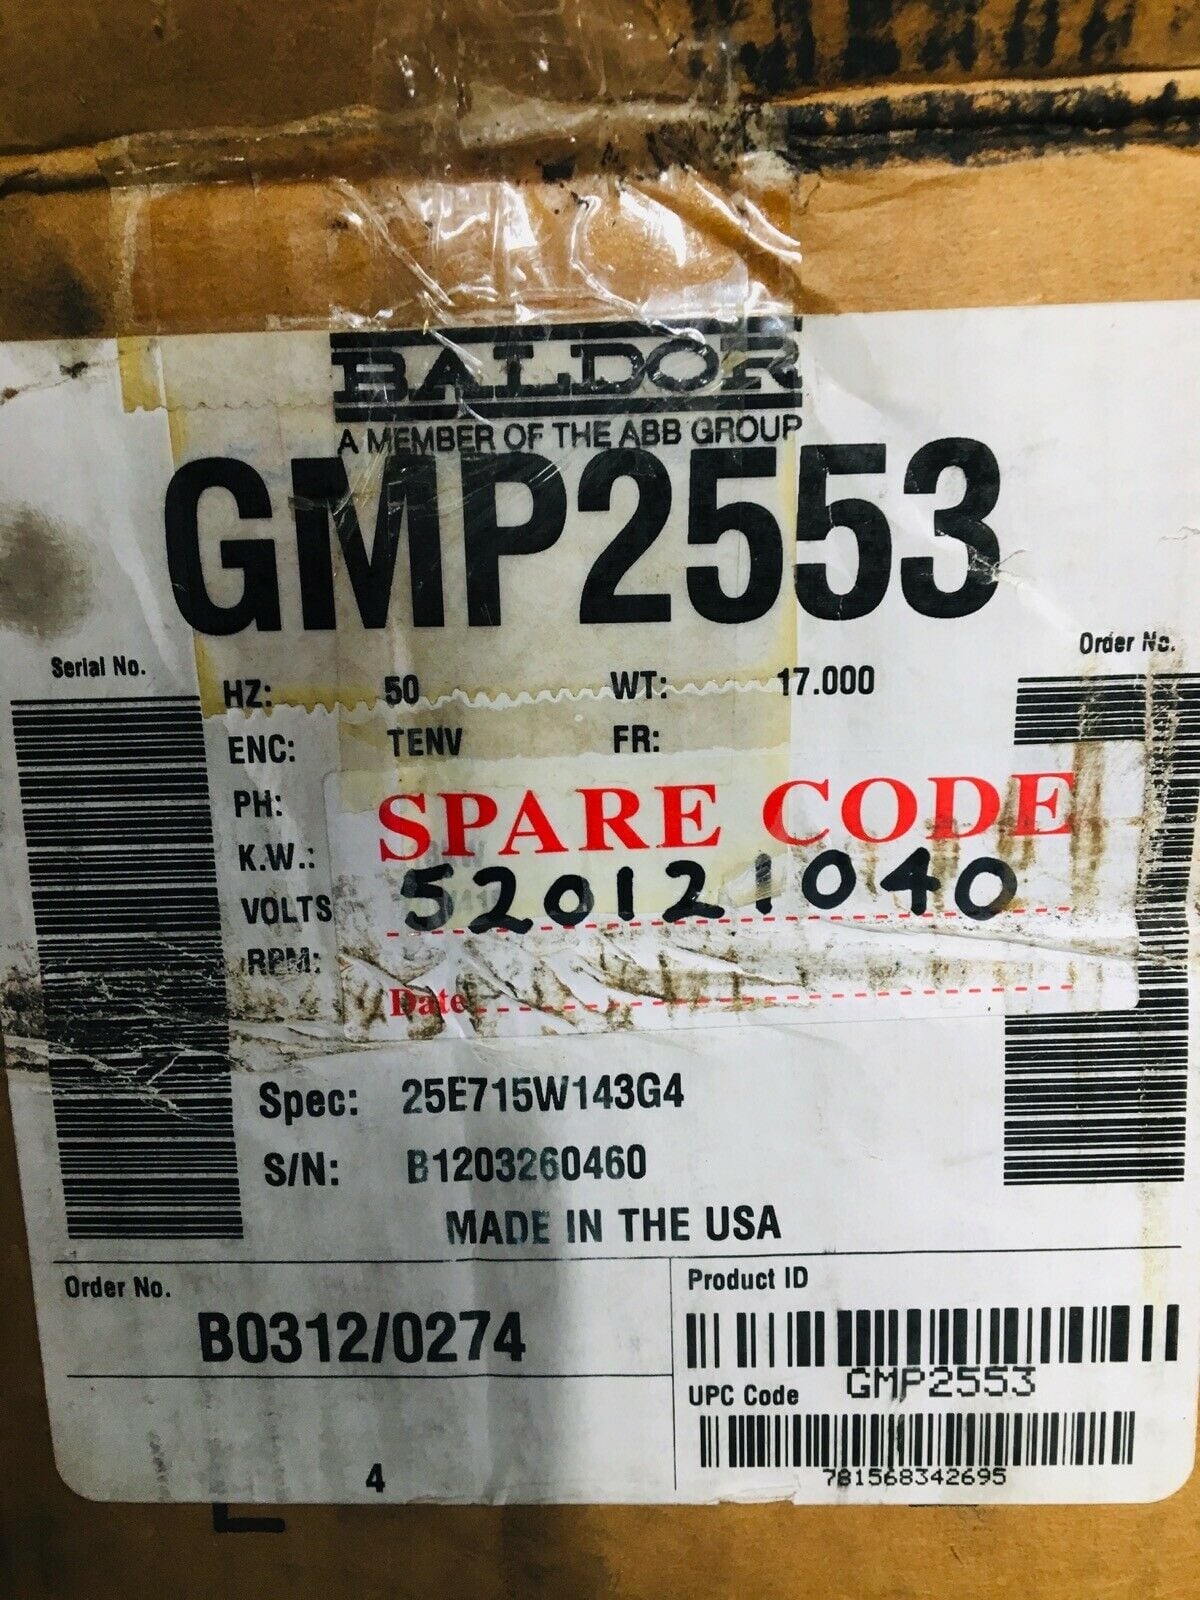 BALDOR
A MEMBER OF THE ABB GROUP
GMP2553
Serial No.
Order No.
HZ: 50 WT: 17.000
ENC: TENV FR:
PH:
SPARE CODE
K.W.:
VOLTS 520121040
RPM:
Date
Spec: 25E715W143G4
S/N: B1203260460
MADE IN THE USA
Order No.
B0312/0274
4
Product ID
GMP2553
UPC Code
781568342695